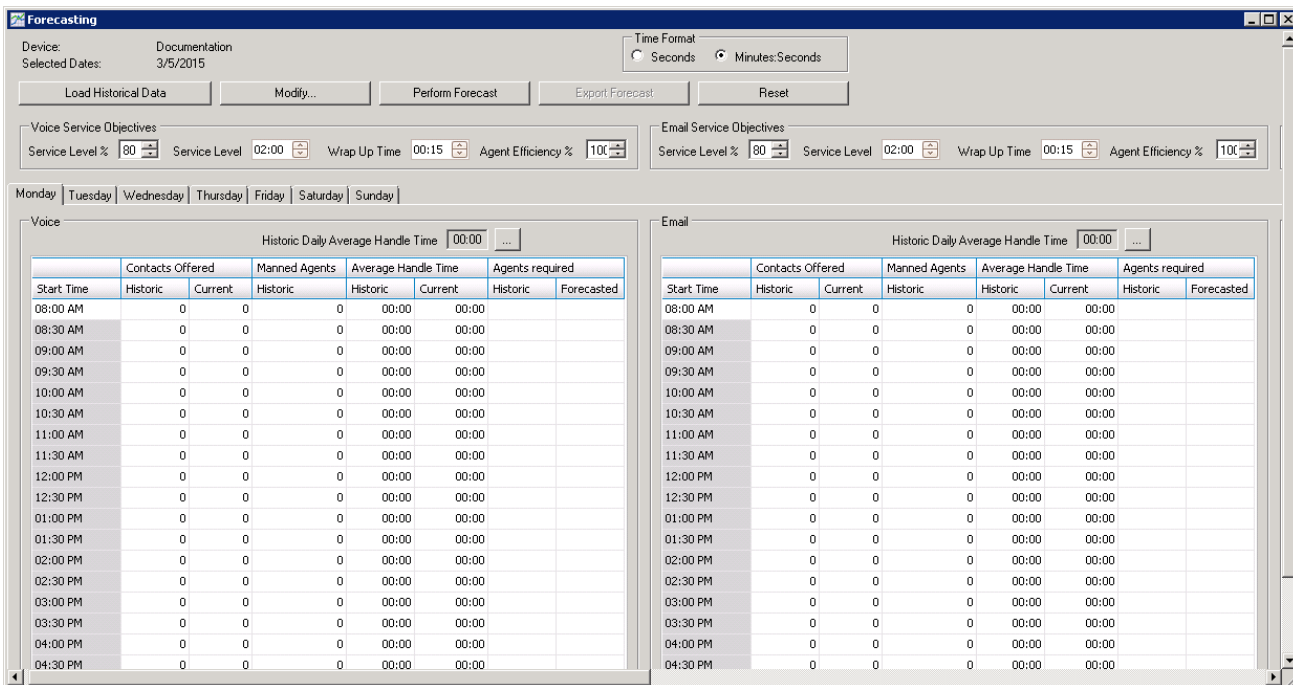 Forecasting
Device: Documentation
Selected Dates: 3/5/2015
Time Format
Seconds Minutes:Seconds
Load Historical Data Modify... Perform Forecast Export Forecast Reset
Voice Service Objectives Email Service Objectives
Service Level % 80 Service Level 02:00 Wrap Up Time 00:15 Agent Efficiency % Service Level % 80 Service Level 02:00 Wrap Up Time 00:15 Agent Efficiency %
Monday Tuesday Wednesday Thursday Friday Saturday Sunday
Voice Email
Historic Daily Average Handle Time 00:00 ... Historic Daily Average Handle Time 00:00 ...
Contacts Offered Manned Agents Average Handle Time Agents required Contacts Offered Manned Agents Average Handle Time Agents required
Start Time Historic Current Historic Historic Current Historic Forecasted Start Time Historic Current Historic Historic Current Historic Forecasted
08:00 AM 0 0 0 00:00 00:00 08:00 AM 0 0 0 00:00 00:00
08:30 AM 0 0 0 00:00 00:00 08:30 AM 0 0 0 00:00 00:00
09:00 AM 0 0 0 00:00 00:00 09:00 AM 0 0 0 00:00 00:00
09:30 AM 0 0 0 00:00 00:00 09:30 AM 0 0 0 00:00 00:00
10:00 AM 0 0 0 00:00 00:00 10:00 AM 0 0 0 00:00 00:00
10:30 AM 0 0 0 00:00 00:00 10:30 AM 0 0 0 00:00 00:00
11:00 AM 0 0 0 00:00 00:00 11:00 AM 0 0 0 00:00 00:00
11:30 AM 0 0 0 00:00 00:00 11:30 AM 0 0 0 00:00 00:00
12:00 PM 0 0 0 00:00 00:00 12:00 PM 0 0 0 00:00 00:00
12:30 PM 0 0 0 00:00 00:00 12:30 PM 0 0 0 00:00 00:00
01:00 PM 0 0 0 00:00 00:00 01:00 PM 0 0 0 00:00 00:00
01:30 PM 0 0 0 00:00 00:00 01:30 PM 0 0 0 00:00 00:00
02:00 PM 0 0 0 00:00 00:00 02:00 PM 0 0 0 00:00 00:00
02:30 PM 0 0 0 00:00 00:00 02:30 PM 0 0 0 00:00 00:00
03:00 PM 0 0 0 00:00 00:00 03:00 PM 0 0 0 00:00 00:00
03:30 PM 0 0 0 00:00 00:00 03:30 PM 0 0 0 00:00 00:00
04:00 PM 0 0 0 00:00 00:00 04:00 PM 0 0 0 00:00 00:00
04:30 PM 0 0 0 00:00 00:00 04:30 PM 0 0 0 00:00 00:00